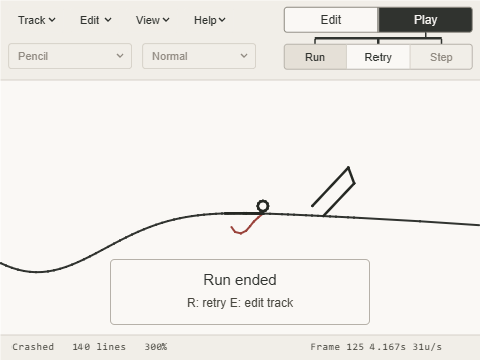 Track Edit View Help Edit Play
Pencil Normal Run Retry Step
Run ended
R: retry E: edit track
Crashed 140 lines 300% Frame 125 4.167s 31u/s